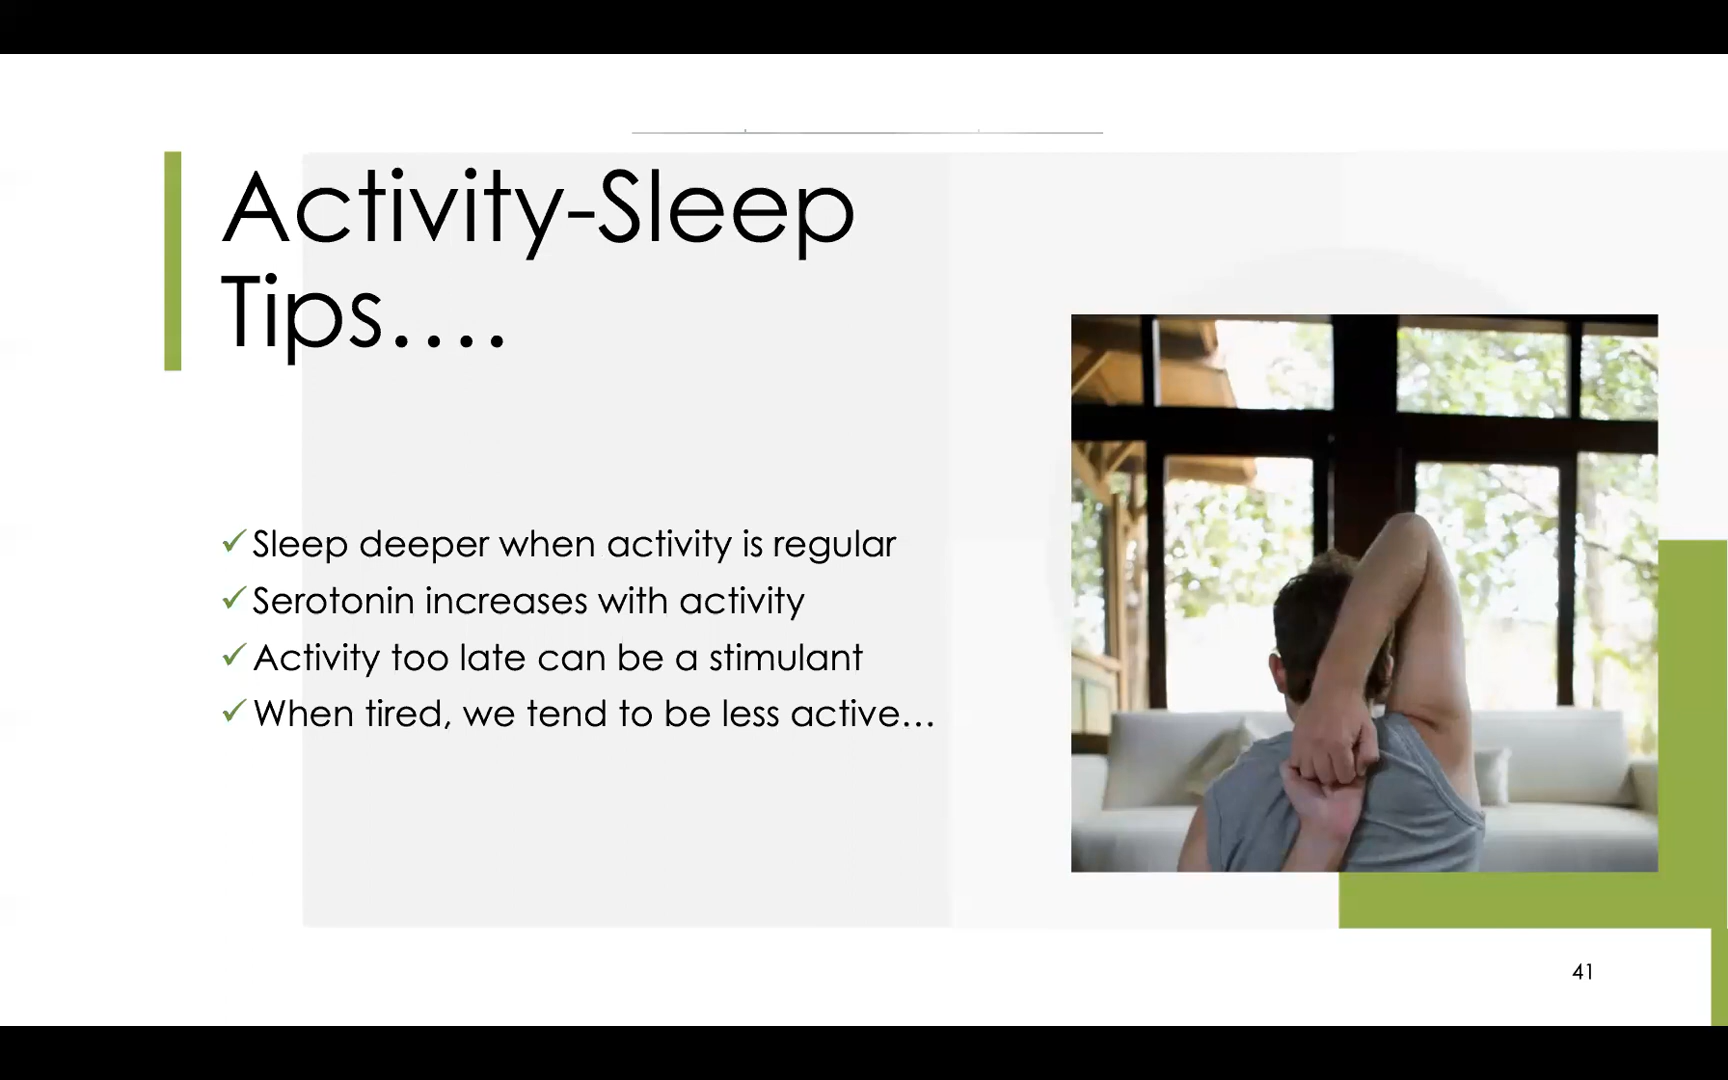 Activity-Sleep
Tips....
✓Sleep deeper when activity is regular
✓Serotonin increases with activity
✓Activity too late can be a stimulant
✓When tired, we tend to be less active...
41